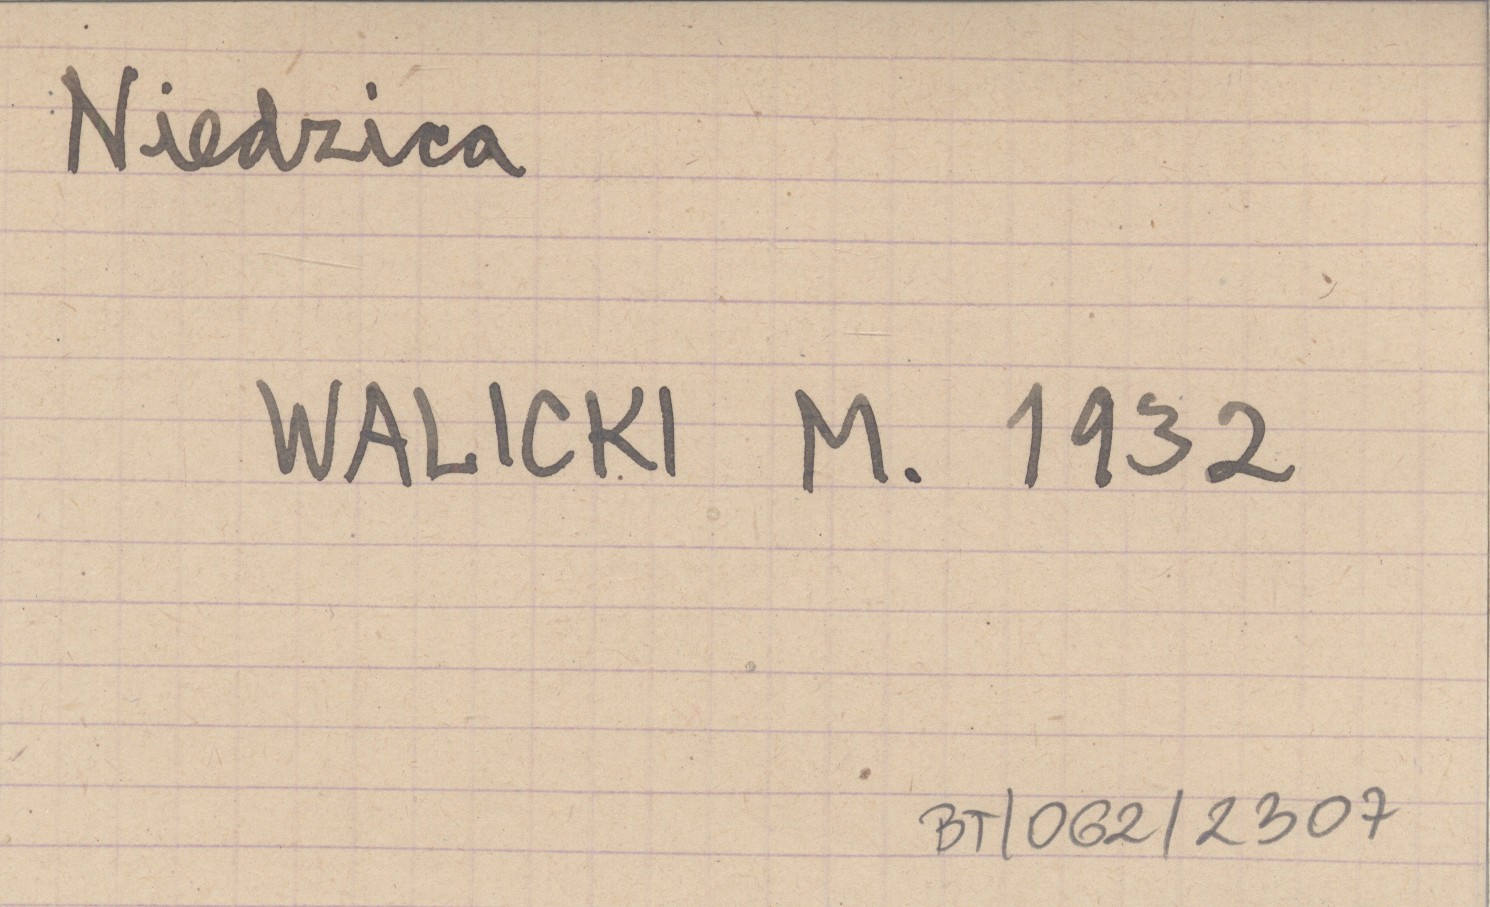 Niedzica
WALICKI M. 1932
BT/062/2307